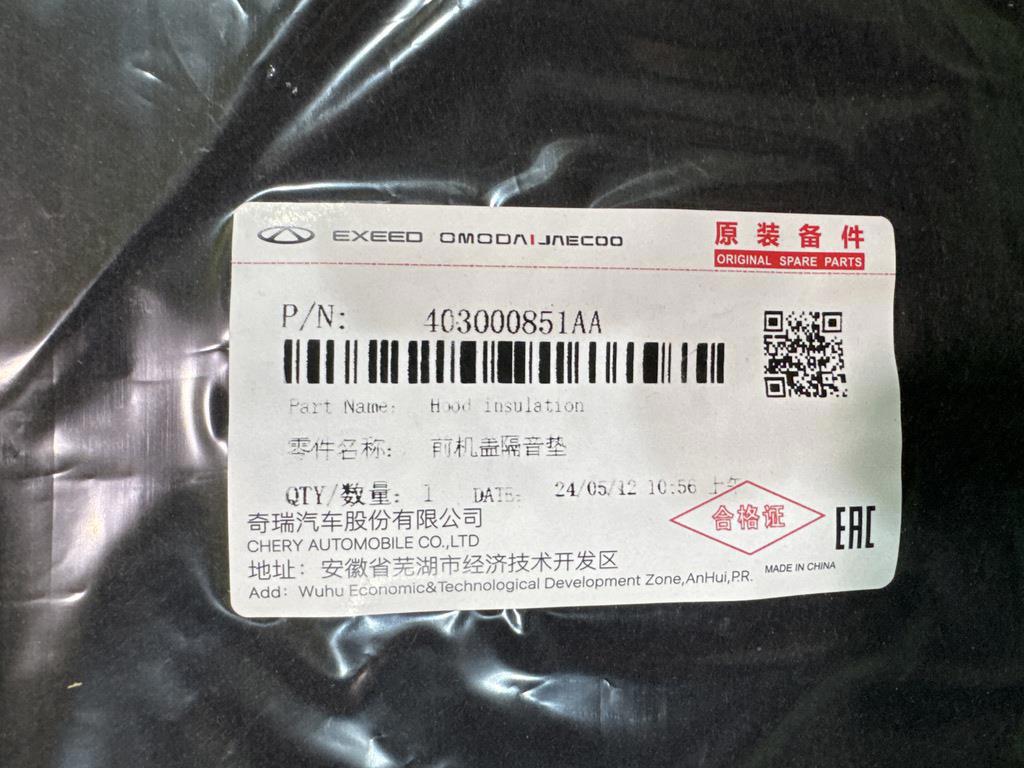 EXEED OMODA|JAECOO
原装备件
ORIGINAL SPARE PARTS
P/N: 403000851AA
Part Name: Hood insulation
零件名称: 前机盖隔音垫
QTY/数量: 1 DATE: 24/05/12 10:56 上午
合格证
EAC
奇瑞汽车股份有限公司
CHERY AUTOMOBILE CO.,LTD
地址：安徽省芜湖市经济技术开发区
MADE IN CHINA
Add：Wuhu Economic&Technological Development Zone,AnHui,P.R.